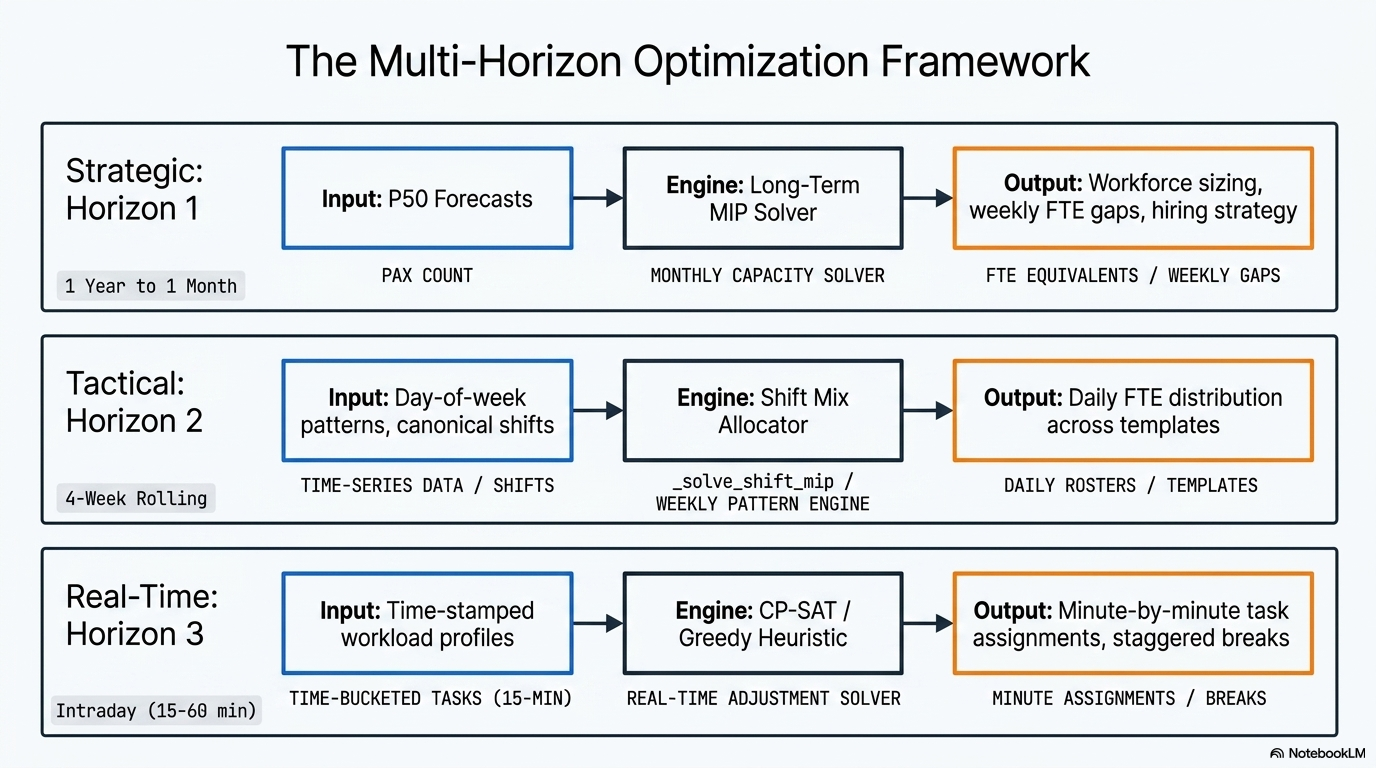 The Multi-Horizon Optimization Framework
Strategic:
Horizon 1
1 Year to 1 Month
Input: P50 Forecasts
PAX COUNT
Engine: Long-Term
MIP Solver
MONTHLY CAPACITY SOLVER
Output: Workforce sizing,
weekly FTE gaps, hiring strategy
FTE EQUIVALENTS / WEEKLY GAPS
Tactical:
Horizon 2
4-Week Rolling
Input: Day-of-week
patterns, canonical shifts
TIME-SERIES DATA / SHIFTS
Engine: Shift Mix
Allocator
_solve_shift_mip /
WEEKLY PATTERN ENGINE
Output: Daily FTE distribution
across templates
DAILY ROSTERS / TEMPLATES
Real-Time:
Horizon 3
Intraday (15-60 min)
Input: Time-stamped
workload profiles
TIME-BUCKETED TASKS (15-MIN)
Engine: CP-SAT /
Greedy Heuristic
REAL-TIME ADJUSTMENT SOLVER
Output: Minute-by-minute task
assignments, staggered breaks
MINUTE ASSIGNMENTS / BREAKS
NotebookLM